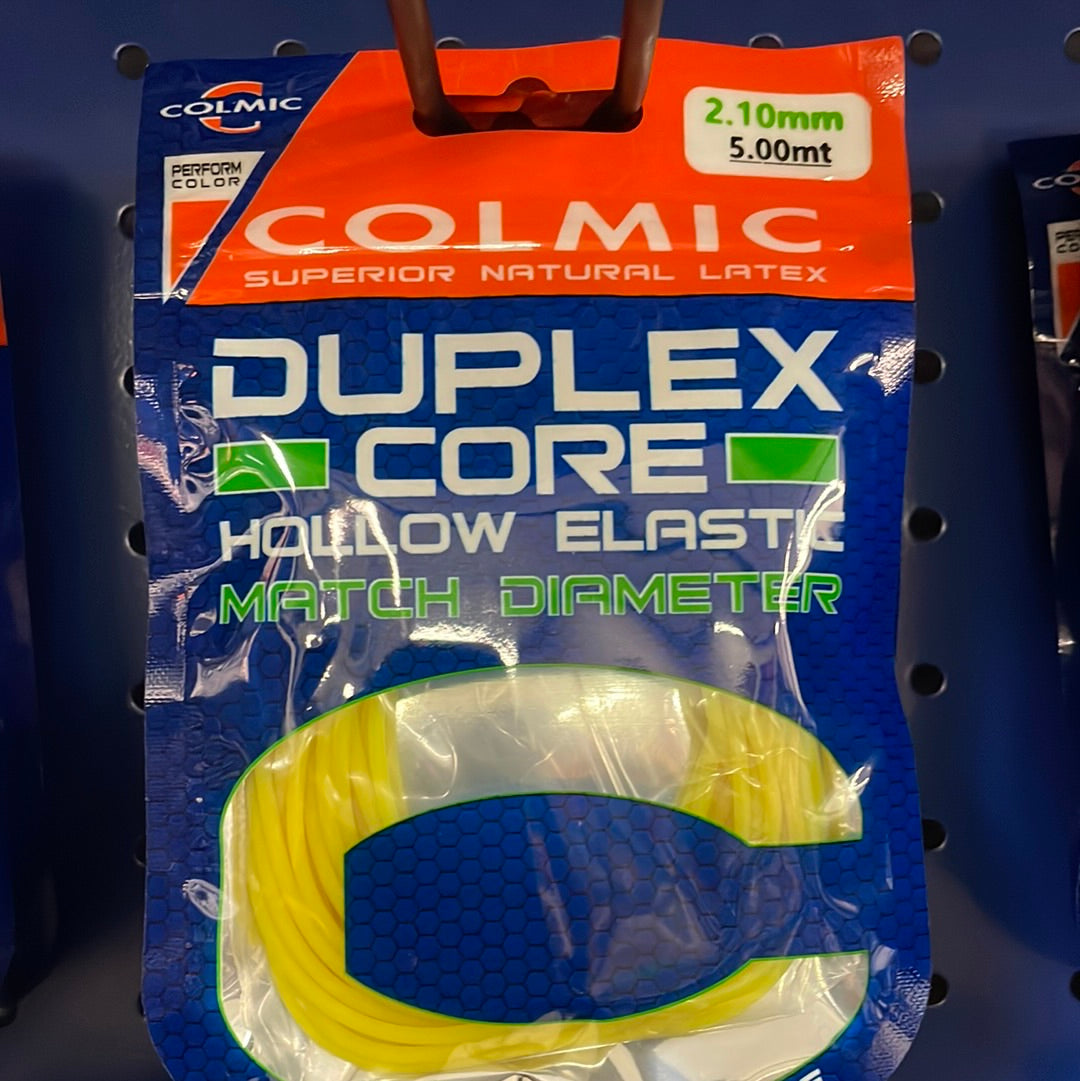 COLMIC
2.10mm
5.00mt
PERFORM
COLOR
COLMIC
SUPERIOR NATURAL LATEX
DUPLEX
CORE
HOLLOW ELASTIC
MATCH DIAMETER